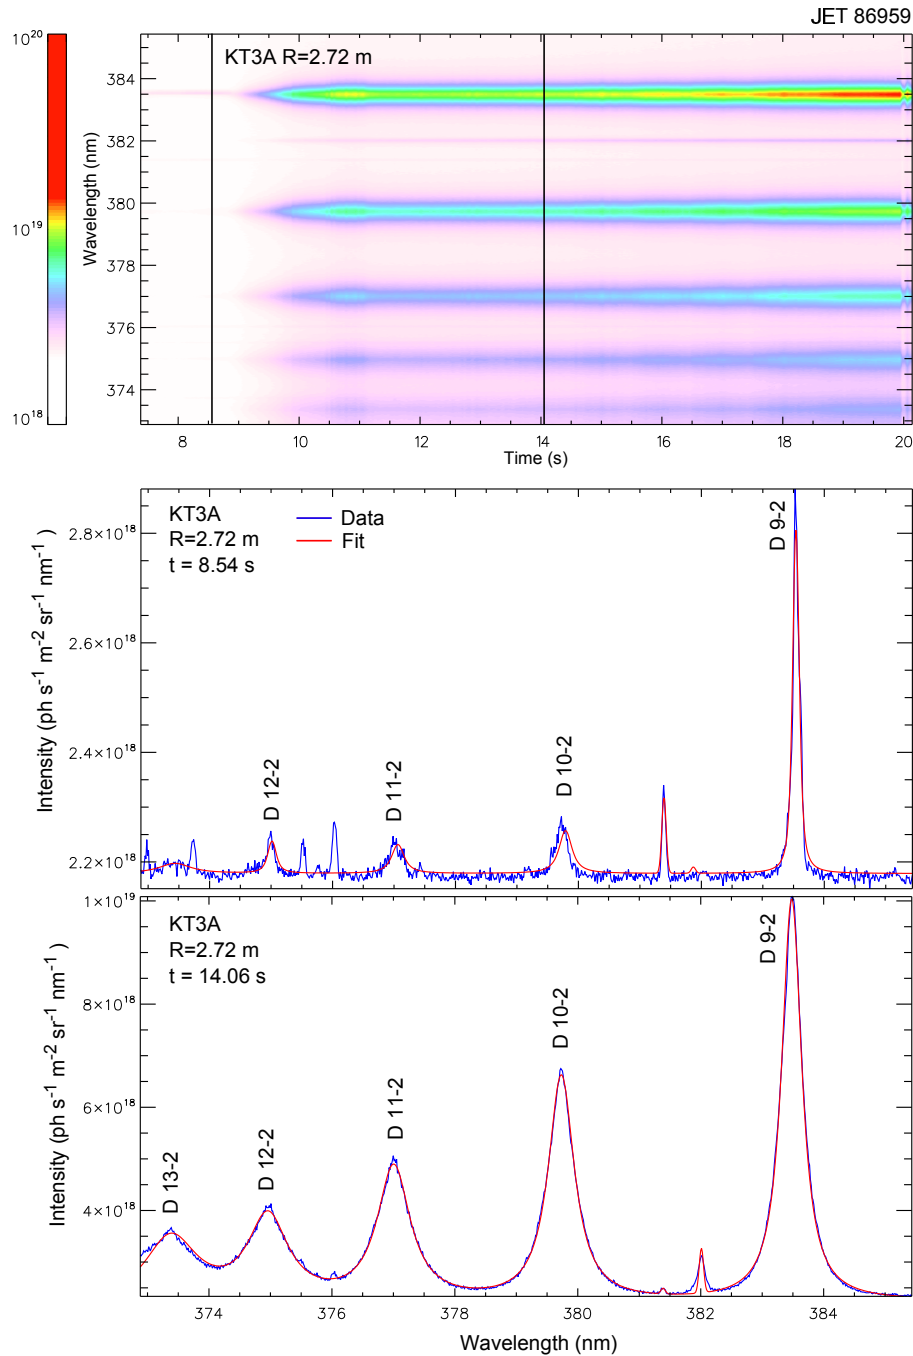 JET 86959
KT3A R=2.72 m
10²⁰
10¹⁹
10¹⁸
Wavelength (nm)
384
382
380
378
376
374
8 10 12 14 16 18 20
Time (s)
KT3A
R=2.72 m
t = 8.54 s
Data
Fit
Intensity (ph s⁻¹ m⁻² sr⁻¹ nm⁻¹ )
2.8×10¹⁸
2.6×10¹⁸
2.4×10¹⁸
2.2×10¹⁸
D 12-2
D 11-2
D 10-2
D 9-2
KT3A
R=2.72 m
t = 14.06 s
Intensity (ph s⁻¹ m⁻² sr⁻¹ nm⁻¹ )
1×10¹⁹
8×10¹⁸
6×10¹⁸
4×10¹⁸
D 13-2
D 12-2
D 11-2
D 10-2
D 9-2
374 376 378 380 382 384
Wavelength (nm)